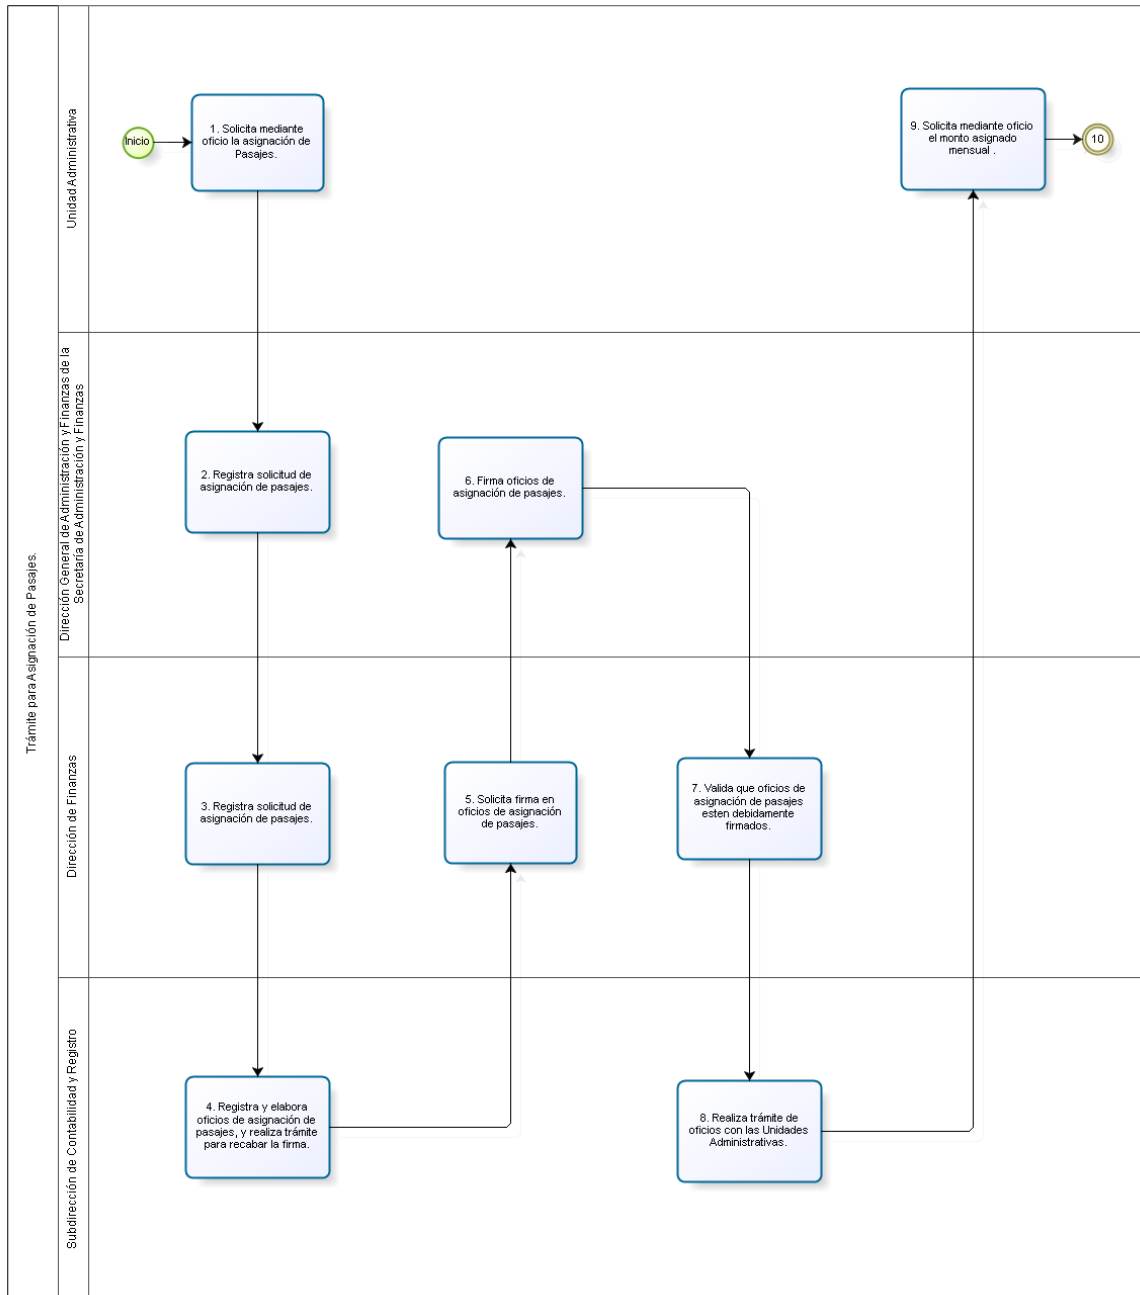 Trámite para Asignación de Pasajes.
Unidad Administrativa
Inicio
1. Solicita mediante
oficio la asignación de
Pasajes.
9. Solicita mediante oficio
el monto asignado
mensual .
10
Dirección General de Administración y Finanzas de la
Secretaría de Administración y Finanzas
2. Registra solicitud de
asignación de pasajes.
6. Firma oficios de
asignación de pasajes.
Dirección de Finanzas
3. Registra solicitud de
asignación de pasajes.
5. Solicita firma en
oficios de asignación
de pasajes.
7. Valida que oficios de
asignación de pasajes
esten debidamente
firmados.
Subdirección de Contabilidad y Registro
4. Registra y elabora
oficios de asignación de
pasajes, y realiza trámite
para recabar la firma.
8. Realiza trámite de
oficios con las Unidades
Administrativas.